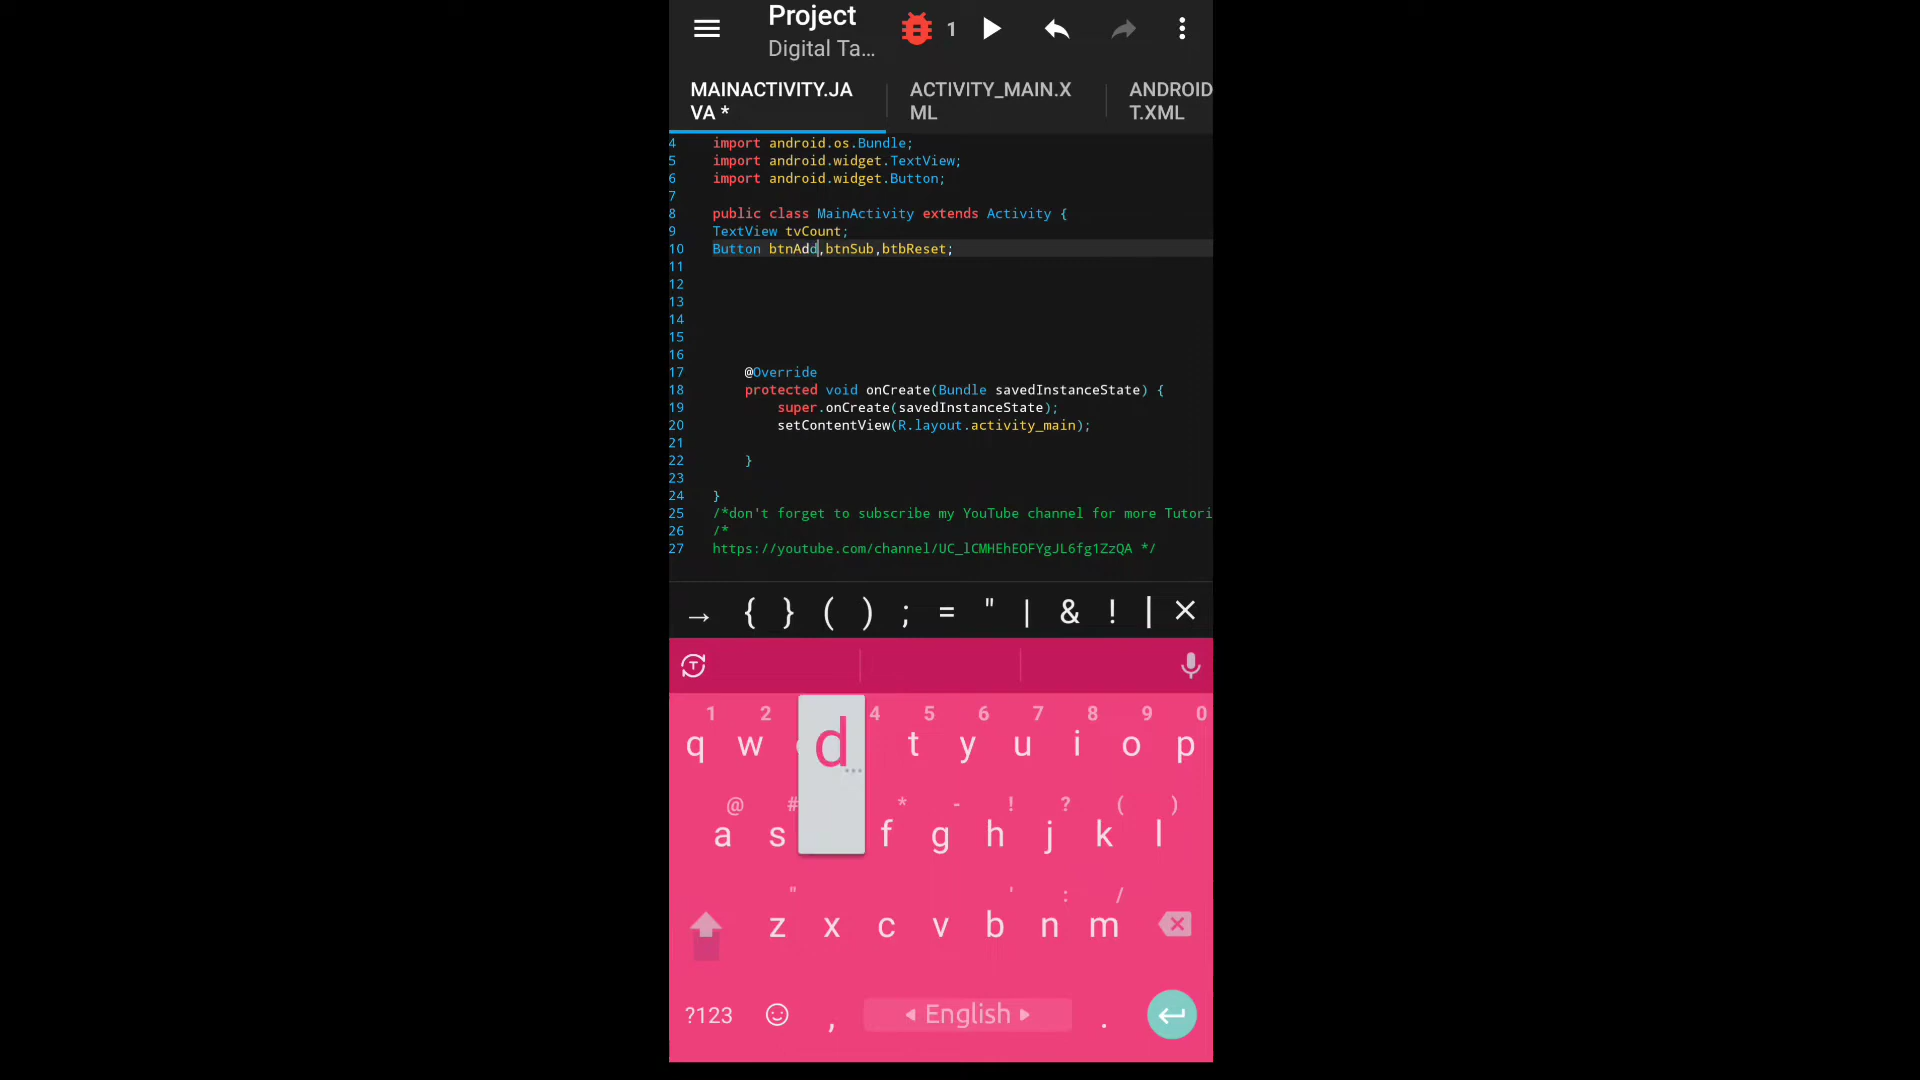 Project
Digital Ta...
1
MAINACTIVITY.JA
VA *
ACTIVITY_MAIN.X
ML
ANDROID
T.XML
4 import android.os.Bundle;
5 import android.widget.TextView;
6 import android.widget.Button;
7
8 public class MainActivity extends Activity {
9 TextView tvCount;
10 Button btnAdd,btnSub,btbReset;
11
12
13
14
15
16
17 @Override
18 protected void onCreate(Bundle savedInstanceState) {
19 super.onCreate(savedInstanceState);
20 setContentView(R.layout.activity_main);
21
22 }
23
24 }
25 /*don't forget to subscribe my YouTube channel for more Tutori
26 /*
27 https://youtube.com/channel/UC_lCMHEhEOFYgJL6fg1ZzQA */
→ { } ( ) ; = " | & ! | ×
1 2 4 5 6 7 8 9 0
q w d t y u i o p
@ # * - ! ? ( )
a s f g h j k l
" ' : /
z x c v b n m
?123 , English .